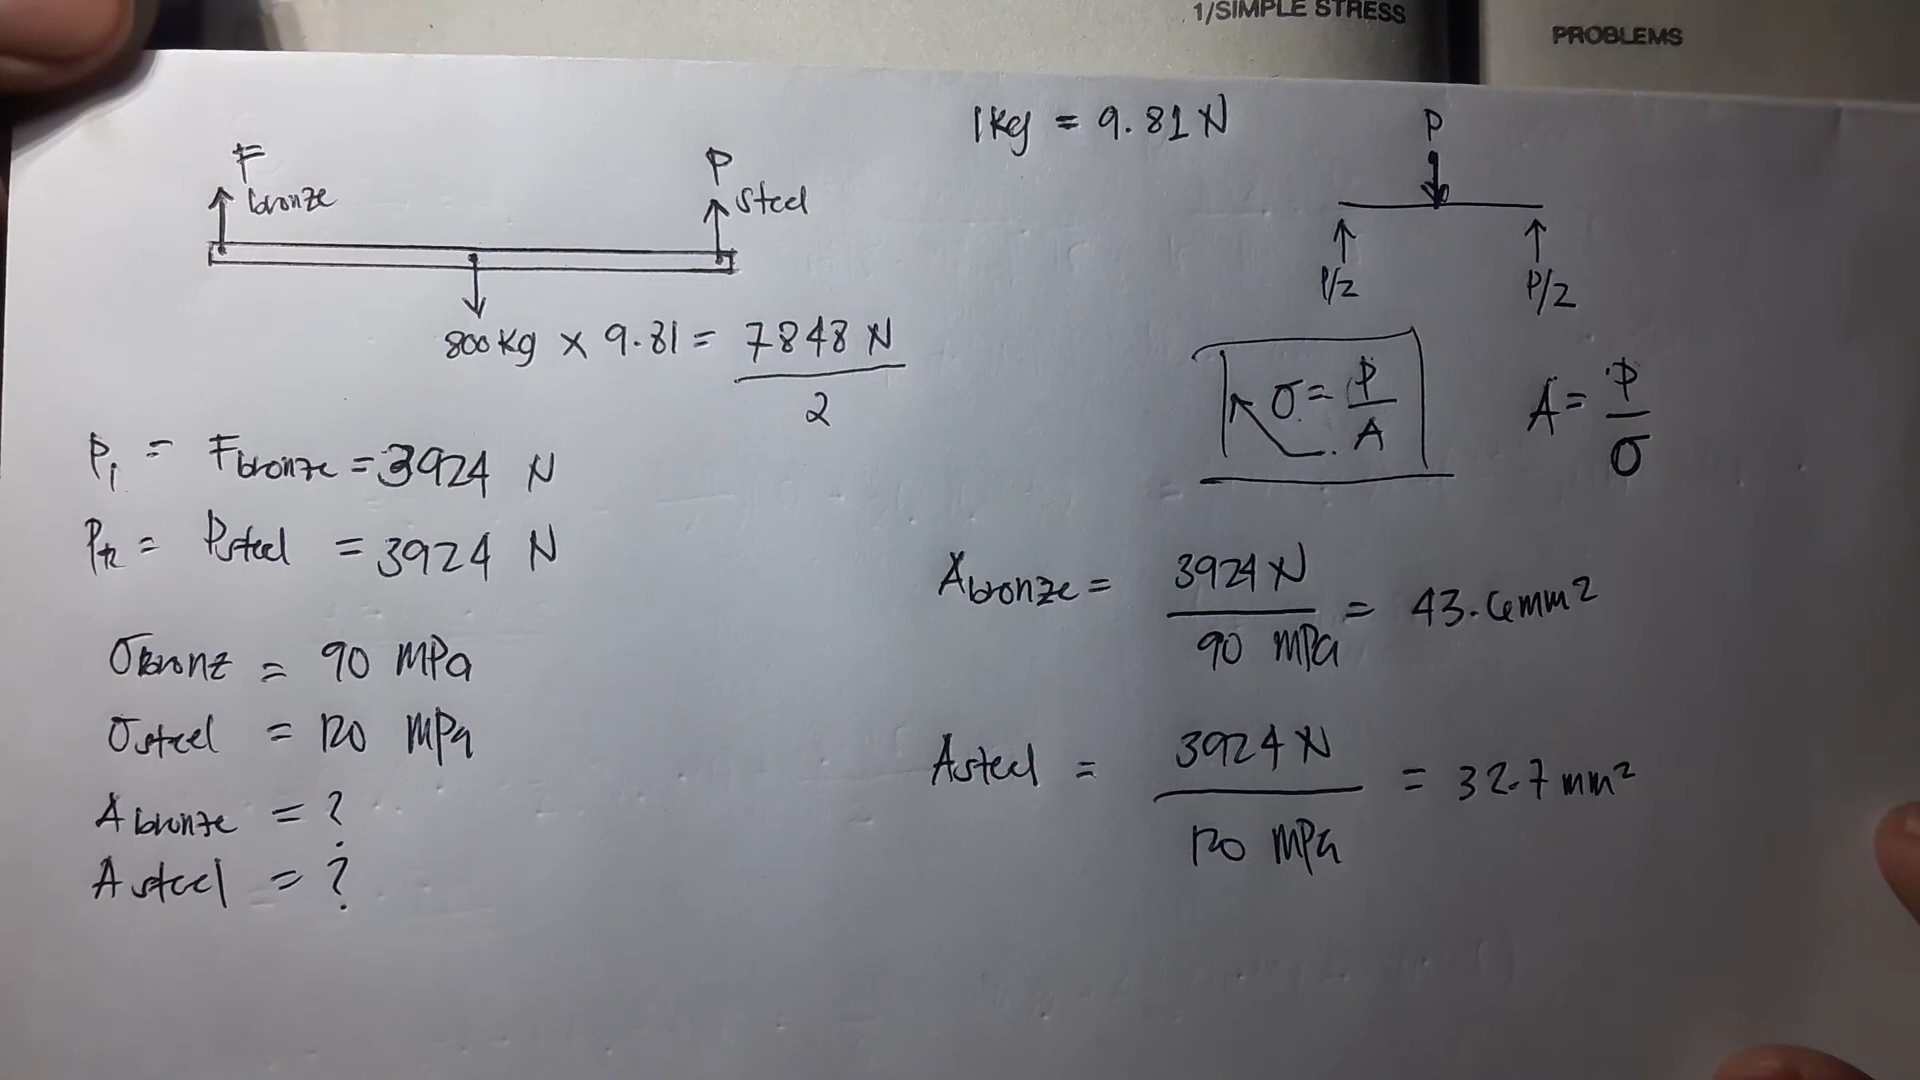 1/SIMPLE STRESS
PROBLEMS
1kg = 9.81 N
F
bronze
P
steel
800 kg x 9.81 = 7848 N
2
P
P/2
P/2
σ = P
A
A = P
σ
P1 = Fbronze = 3924 N
P2 = Psteel = 3924 N
σbronz = 90 MPa
σsteel = 120 MPa
Abronze = ?
Asteel = ?
Abronze = 3924 N
90 MPa
= 43.6 mm²
Asteel = 3924 N
120 MPa
= 32.7 mm²